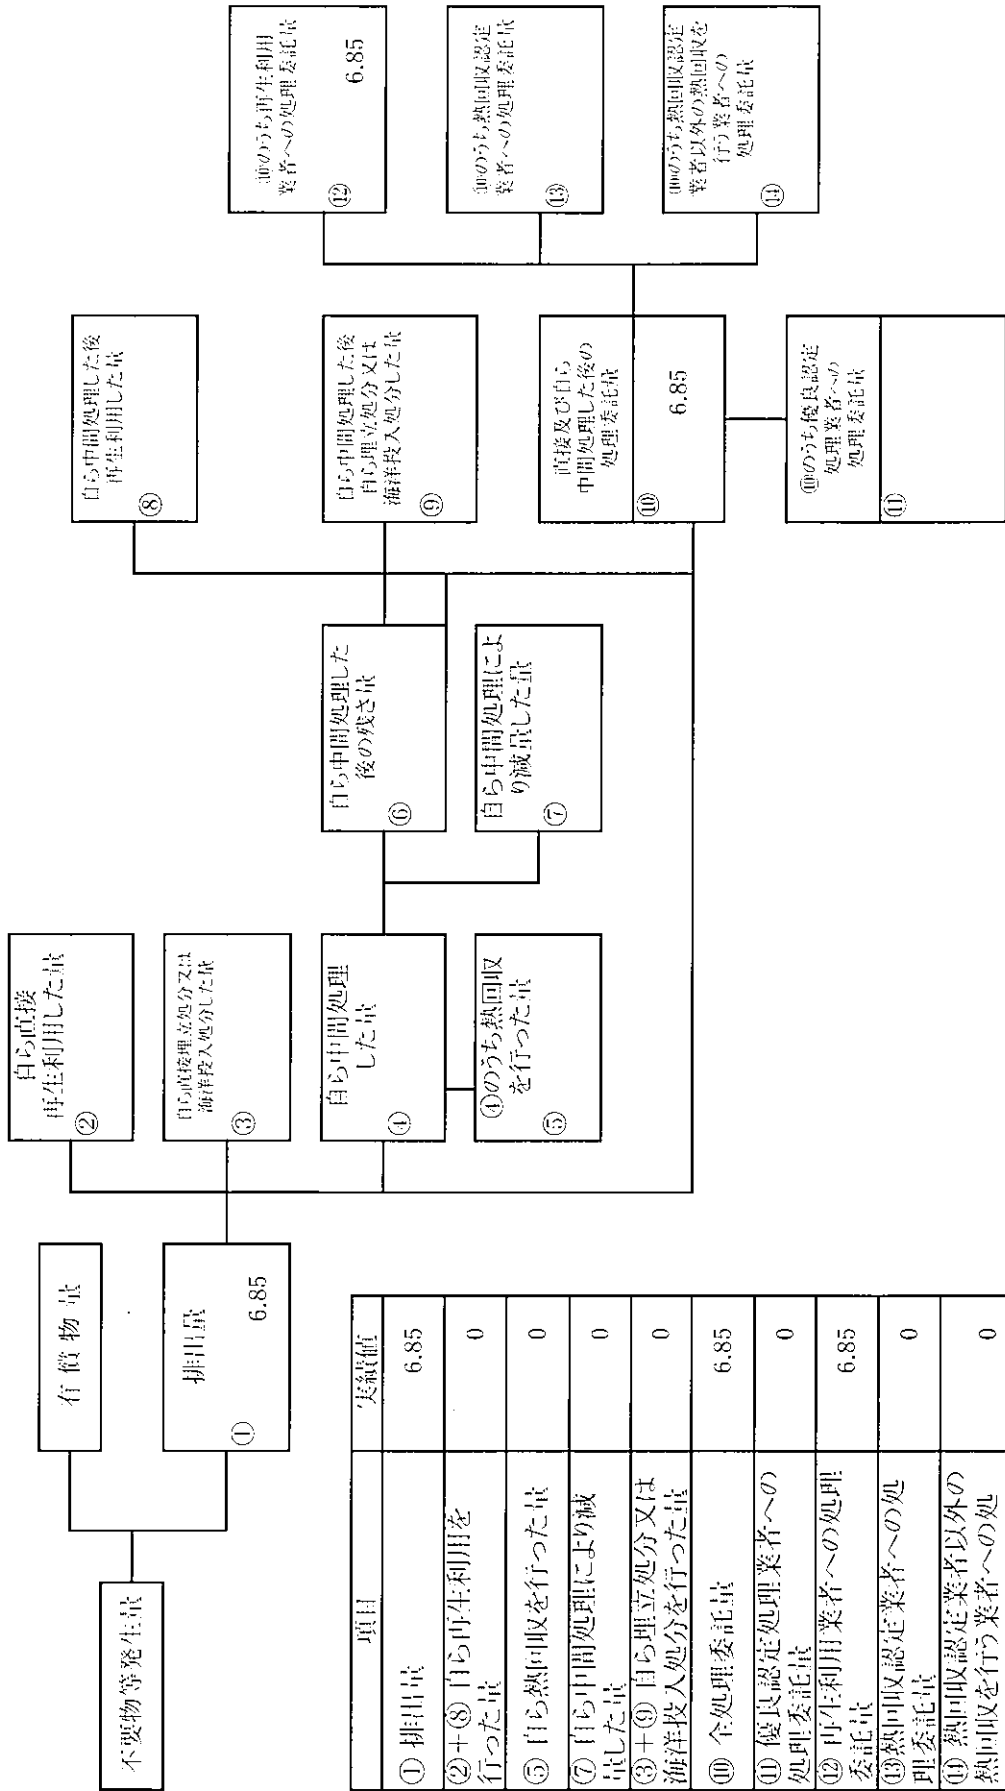 不要物等発生量
有償物量
排出量
①
6.85
自ら直接
再生利用した量
②
自ら直接埋立処分又は
海洋投入処分した量
③
自ら中間処理
した量
④
④のうち熱回収
を行った量
⑤
自ら中間処理した
後の残さ量
⑥
自ら中間処理によ
り減量した量
⑦
自ら中間処理した後
再生利用した量
⑧
自ら中間処理した後
自ら埋立処分又は
海洋投入処分した量
⑨
直接及び自ら
中間処理した後の
処理委託量
⑩
6.85
⑩のうち優良認定
処理業者への
処理委託量
⑪
⑩のうち再生利用
業者への処理委託量
⑫
6.85
⑩のうち熱回収認定
業者への処理委託量
⑬
⑩のうち熱回収認定
業者以外の熱回収を
行う業者への
処理委託量
⑭
項目
実績値
① 排出量
6.85
②+⑧ 自ら再生利用を
行った量
0
⑤ 自ら熱回収を行った量
0
⑦ 自ら中間処理により減
量した量
0
③+⑨ 自ら埋立処分又は
海洋投入処分を行った量
0
⑩ 全処理委託量
6.85
⑪ 優良認定処理業者への
処理委託量
0
⑫ 再生利用業者への処理
委託量
6.85
⑬熱回収認定業者への処
理委託量
0
⑭ 熱回収認定業者以外の
熱回収を行う業者への処
0